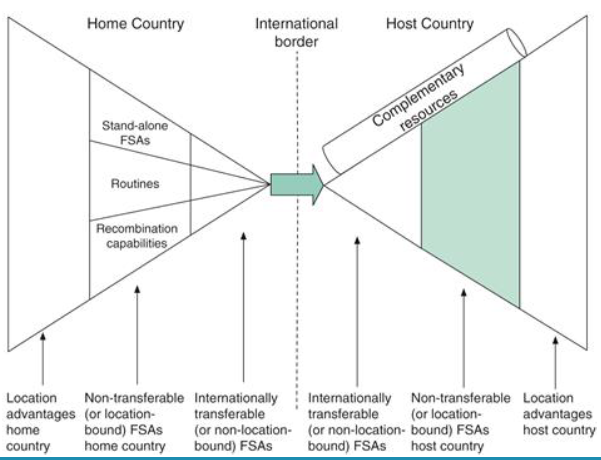 Home Country
International
border
Host Country
Complementary
resources
Stand-alone
FSAs
Routines
Recombination
capabilities
Location
advantages
home
country
Non-transferable
(or location-
bound) FSAs
home country
Internationally
transferable
(or non-location-
bound) FSAs
Internationally
transferable
(or non-location-
bound) FSAs
Non-transferable
(or location-
bound) FSAs
host country
Location
advantages
host country